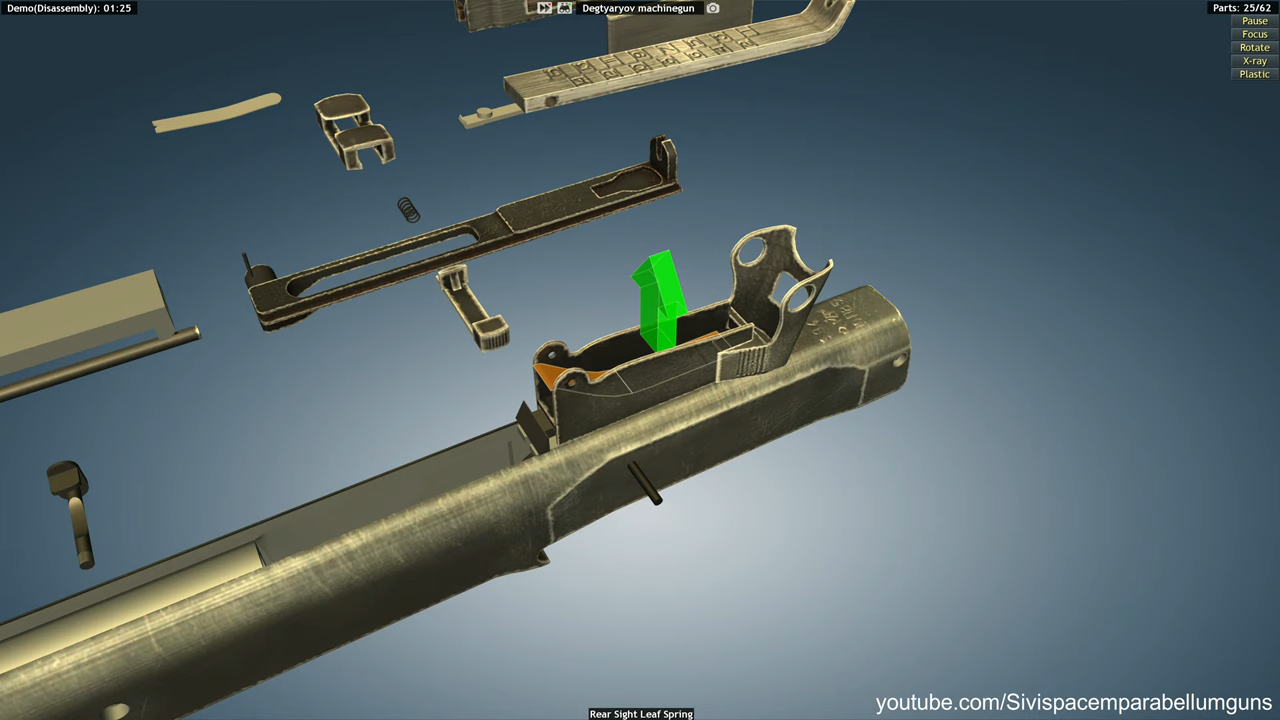 Demo(Disassembly): 01:25
Degtyaryov machinegun
Parts: 25/62
Pause
Focus
Rotate
X-ray
Plastic
youtube.com/Sivispacemparabellumguns
Rear Sight Leaf Spring